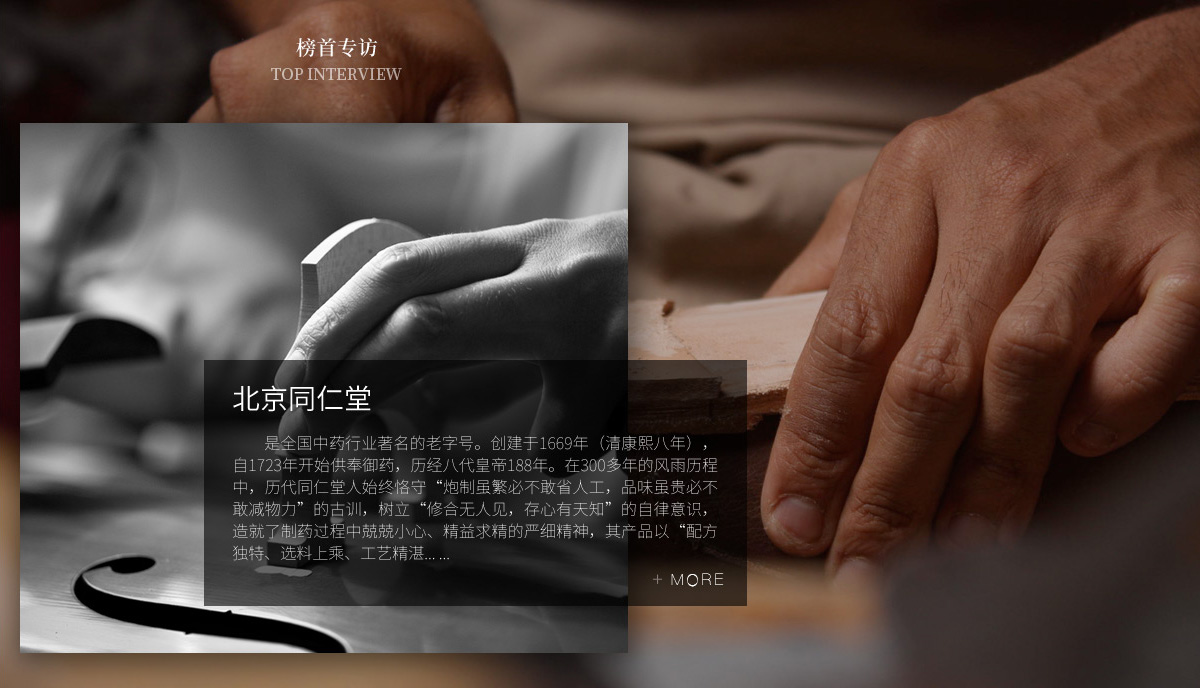 榜首专访
TOP INTERVIEW
北京同仁堂
是全国中药行业著名的老字号。创建于1669年（清康熙八年），
自1723年开始供奉御药，历经八代皇帝188年。在300多年的风雨历程
中，历代同仁堂人始终恪守“炮制虽繁必不敢省人工，品味虽贵必不
敢减物力”的古训，树立“修合无人见，存心有天知”的自律意识，
造就了制药过程中兢兢小心、精益求精的严细精神，其产品以“配方
独特、选料上乘、工艺精湛... ...
+ MORE